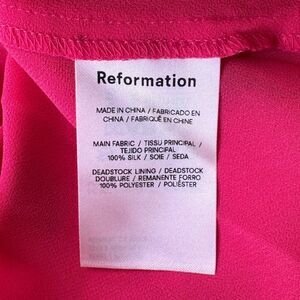 Reformation
MADE IN CHINA / FABRICADO EN
CHINA / FABRIQUÉ EN CHINE
MAIN FABRIC / TISSU PRINCIPAL /
TEJIDO PRINCIPAL
100% SILK / SOIE / SEDA
DEADSTOCK LINING / DEADSTOCK
DOUBLURE / REMANENTE FORRO
100% POLYESTER / POLIÉSTER